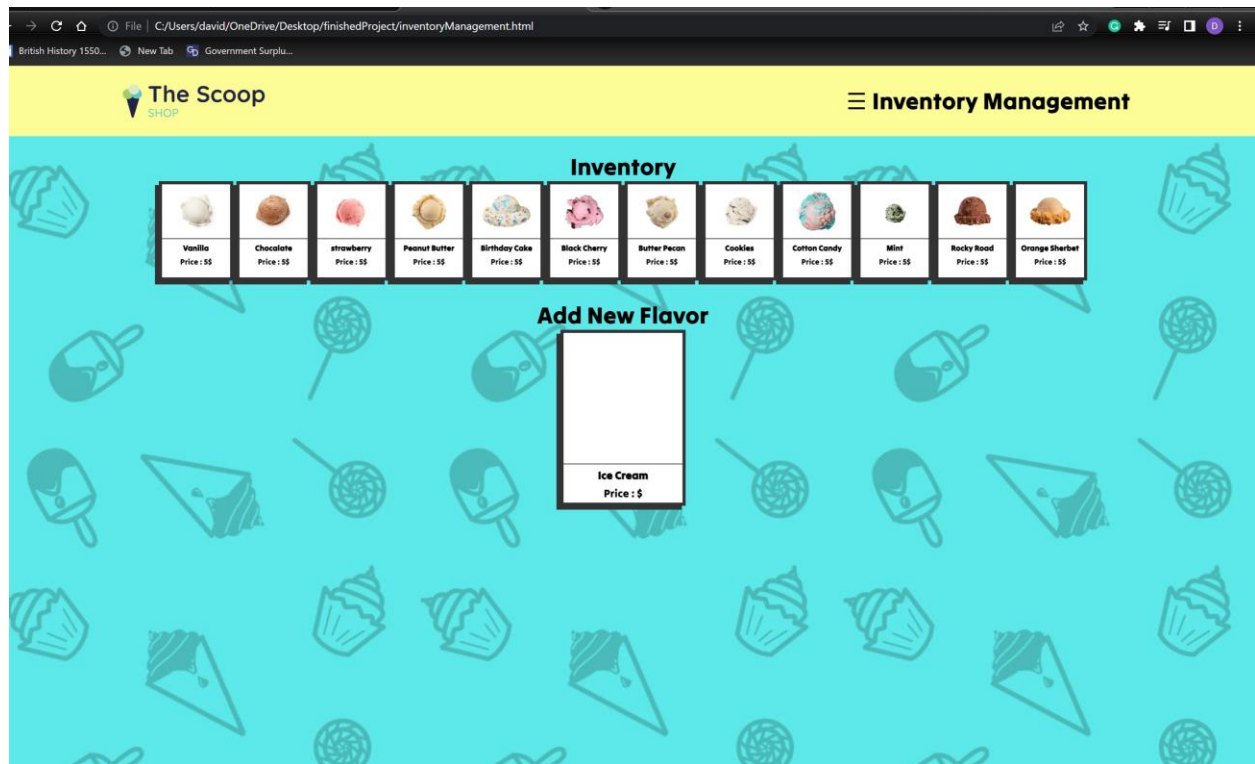 File | C:/Users/david/OneDrive/Desktop/finishedProject/inventoryManagement.html
British History 1550... New Tab Government Surplu...
The Scoop
SHOP
☰ Inventory Management
Inventory
Vanilla
Price : 5$
Chocalate
Price : 5$
strawberry
Price : 5$
Peanut Butter
Price : 5$
Birthday Cake
Price : 5$
Black Cherry
Price : 5$
Butter Pecan
Price : 5$
Cookies
Price : 5$
Cotton Candy
Price : 5$
Mint
Price : 5$
Rocky Road
Price : 5$
Orange Sherbet
Price : 5$
Add New Flavor
Ice Cream
Price : $